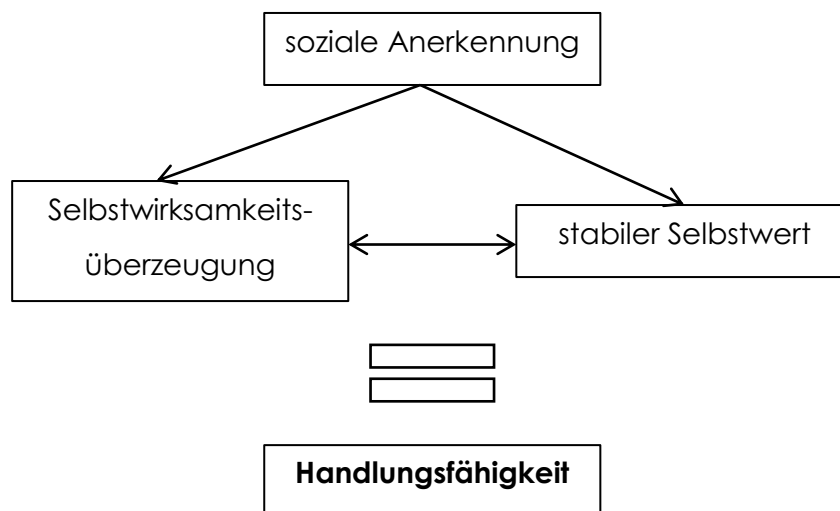 soziale Anerkennung
Selbstwirksamkeits-
überzeugung
stabiler Selbstwert
Handlungsfähigkeit